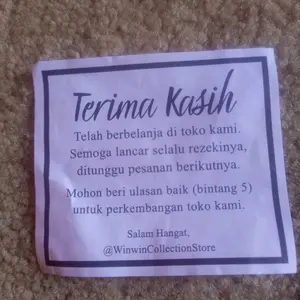 Terima Kasih
Telah berbelanja di toko kami.
Semoga lancar selalu rezekinya,
ditunggu pesanan berikutnya.
Mohon beri ulasan baik (bintang 5)
untuk perkembangan toko kami.
Salam Hangat,
@WinwinCollectionStore